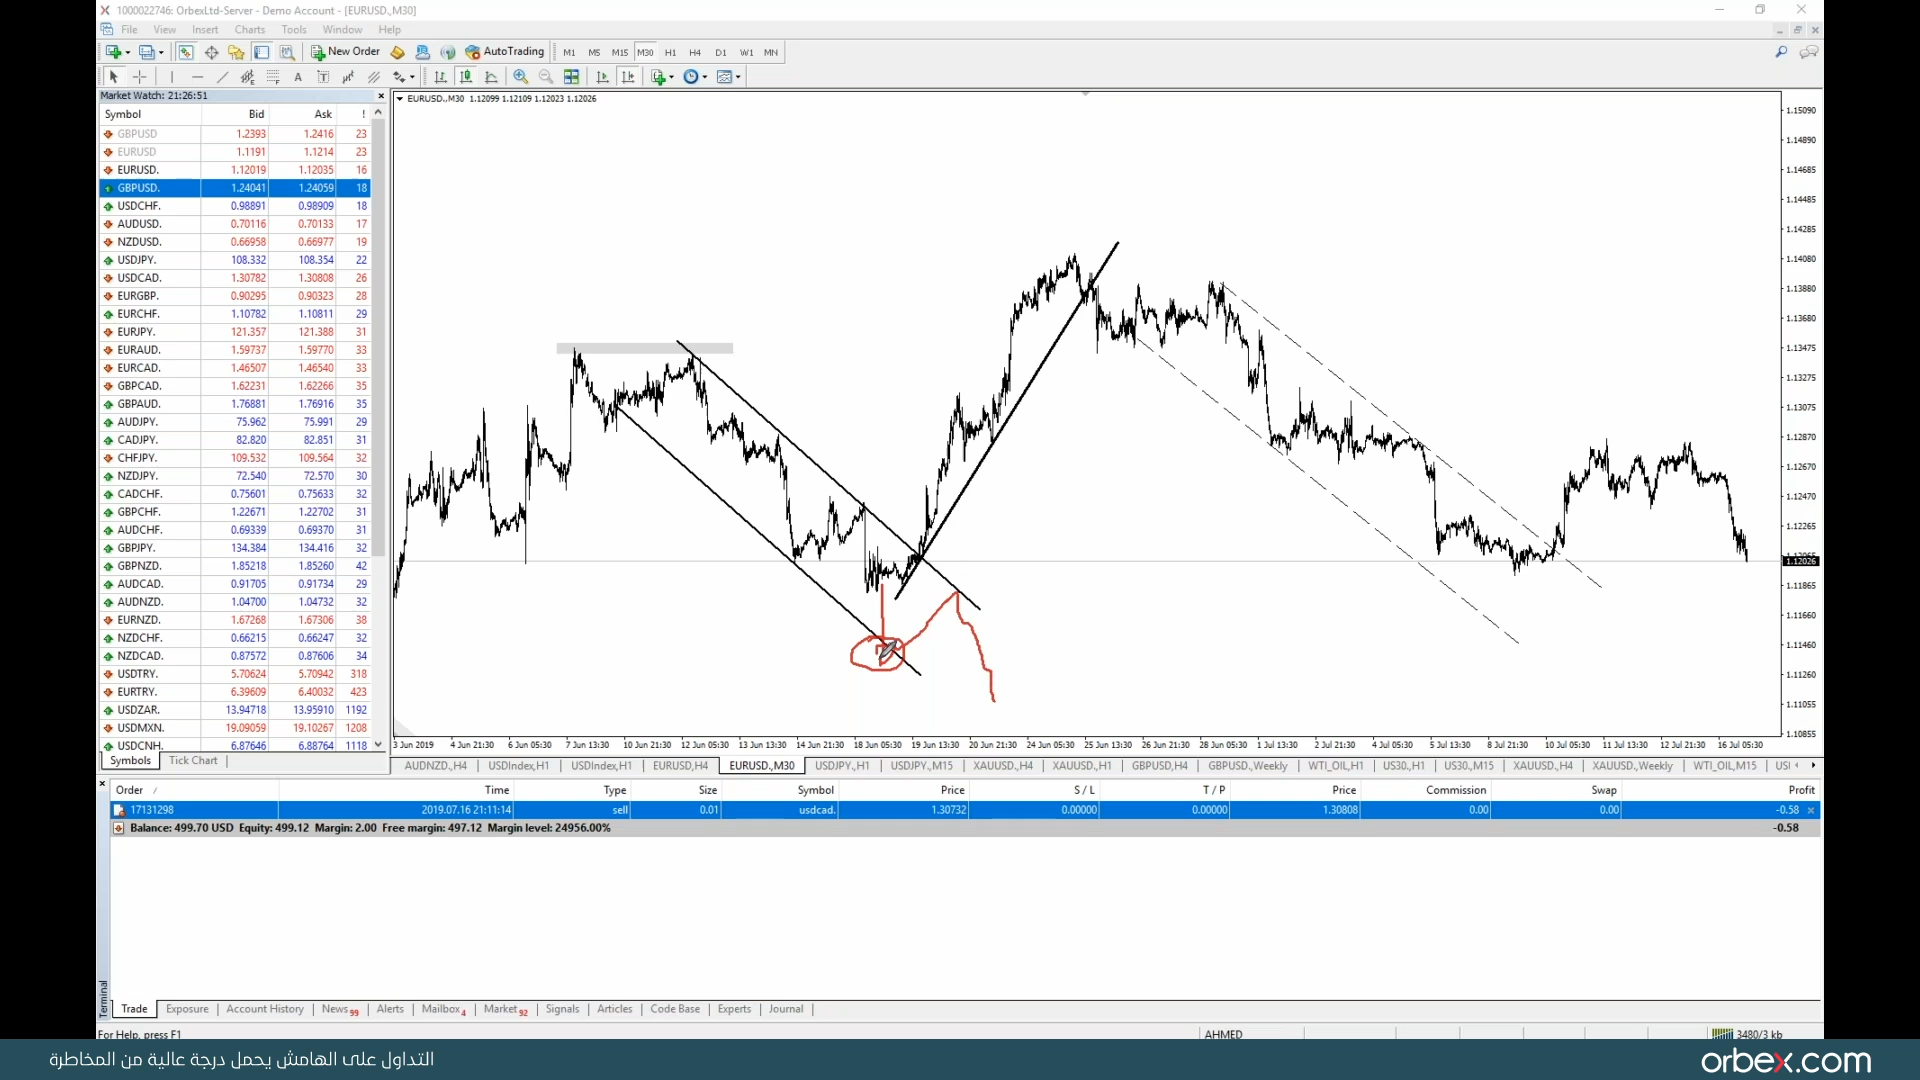 1000022746: OrbexLtd-Server - Demo Account - [EURUSD.,M30]
File View Insert Charts Tools Window Help
New Order AutoTrading M1 M5 M15 M30 H1 H4 D1 W1 MN
Market Watch: 21:26:51
Symbol Bid Ask !
GBPUSD 1.2393 1.2416 23
EURUSD 1.1191 1.1214 23
EURUSD. 1.12019 1.12035 16
GBPUSD. 1.24041 1.24059 18
USDCHF. 0.98891 0.98909 18
AUDUSD. 0.70116 0.70133 17
NZDUSD. 0.66958 0.66977 19
USDJPY. 108.332 108.354 22
USDCAD. 1.30782 1.30808 26
EURGBP. 0.90295 0.90323 28
EURCHF. 1.10782 1.10811 29
EURJPY. 121.357 121.388 31
EURAUD. 1.59737 1.59770 33
EURCAD. 1.46507 1.46540 33
GBPCAD. 1.62231 1.62266 35
GBPAUD. 1.76881 1.76916 35
AUDJPY. 75.962 75.991 29
CADJPY. 82.820 82.851 31
CHFJPY. 109.532 109.564 32
NZDJPY. 72.540 72.570 30
CADCHF. 0.75601 0.75633 32
GBPCHF. 1.22671 1.22702 31
AUDCHF. 0.69339 0.69370 31
GBPJPY. 134.384 134.416 32
GBPNZD. 1.85218 1.85260 42
AUDCAD. 0.91705 0.91734 29
AUDNZD. 1.04700 1.04732 32
EURNZD. 1.67268 1.67306 38
NZDCHF. 0.66215 0.66247 32
NZDCAD. 0.87572 0.87606 34
USDTRY. 5.70624 5.70942 318
EURTRY. 6.39609 6.40032 423
USDZAR. 13.94718 13.95910 1192
USDMXN. 19.09059 19.10267 1208
USDCNH. 6.87646 6.88764 1118
Symbols Tick Chart
EURUSD.,M30 1.12099 1.12109 1.12023 1.12026
1.15090
1.14890
1.14685
1.14485
1.14285
1.14080
1.13880
1.13680
1.13475
1.13275
1.13075
1.12870
1.12670
1.12470
1.12265
1.12026
1.11865
1.11660
1.11460
1.11260
1.11055
1.10855
3 Jun 2019 4 Jun 21:30 6 Jun 05:30 7 Jun 13:30 10 Jun 21:30 12 Jun 05:30 13 Jun 13:30 14 Jun 21:30 18 Jun 05:30 19 Jun 13:30 20 Jun 21:30 24 Jun 05:30 25 Jun 13:30 26 Jun 21:30 28 Jun 05:30 1 Jul 13:30 2 Jul 21:30 4 Jul 05:30 5 Jul 13:30 8 Jul 21:30 10 Jul 05:30 11 Jul 13:30 12 Jul 21:30 16 Jul 05:30
AUDNZD.,H4 USDIndex,H1 USDIndex,H1 EURUSD,H4 EURUSD.,M30 USDJPY.,H1 USDJPY.,M15 XAUUSD.,H4 XAUUSD.,H1 GBPUSD,H4 GBPUSD.,Weekly WTI_OIL,H1 US30.,H1 US30.,M15 XAUUSD.,H4 XAUUSD.,Weekly WTI_OIL,M15
Order Time Type Size Symbol Price S / L T / P Price Commission Swap Profit
17131298 2019.07.16 21:11:14 sell 0.01 usdcad. 1.30732 0.00000 0.00000 1.30808 0.00 0.00 -0.58
Balance: 499.70 USD Equity: 499.12 Margin: 2.00 Free margin: 497.12 Margin level: 24956.00% -0.58
Terminal
Trade Exposure Account History News 99 Alerts Mailbox 4 Market 92 Signals Articles Code Base Experts Journal
For Help, press F1 AHMED 3480/3 kb
التداول على الهامش يحمل درجة عالية من المخاطرة
orbex.com